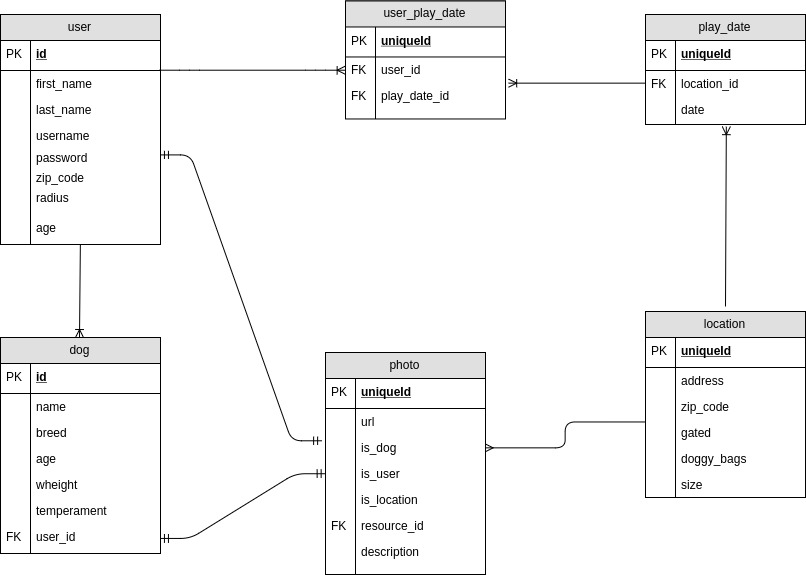 user
PK id
first_name
last_name
username
password
zip_code
radius
age
user_play_date
PK uniqueId
FK user_id
FK play_date_id
play_date
PK uniqueId
FK location_id
date
dog
PK id
name
breed
age
wheight
temperament
FK user_id
photo
PK uniqueId
url
is_dog
is_user
is_location
FK resource_id
description
location
PK uniqueId
address
zip_code
gated
doggy_bags
size